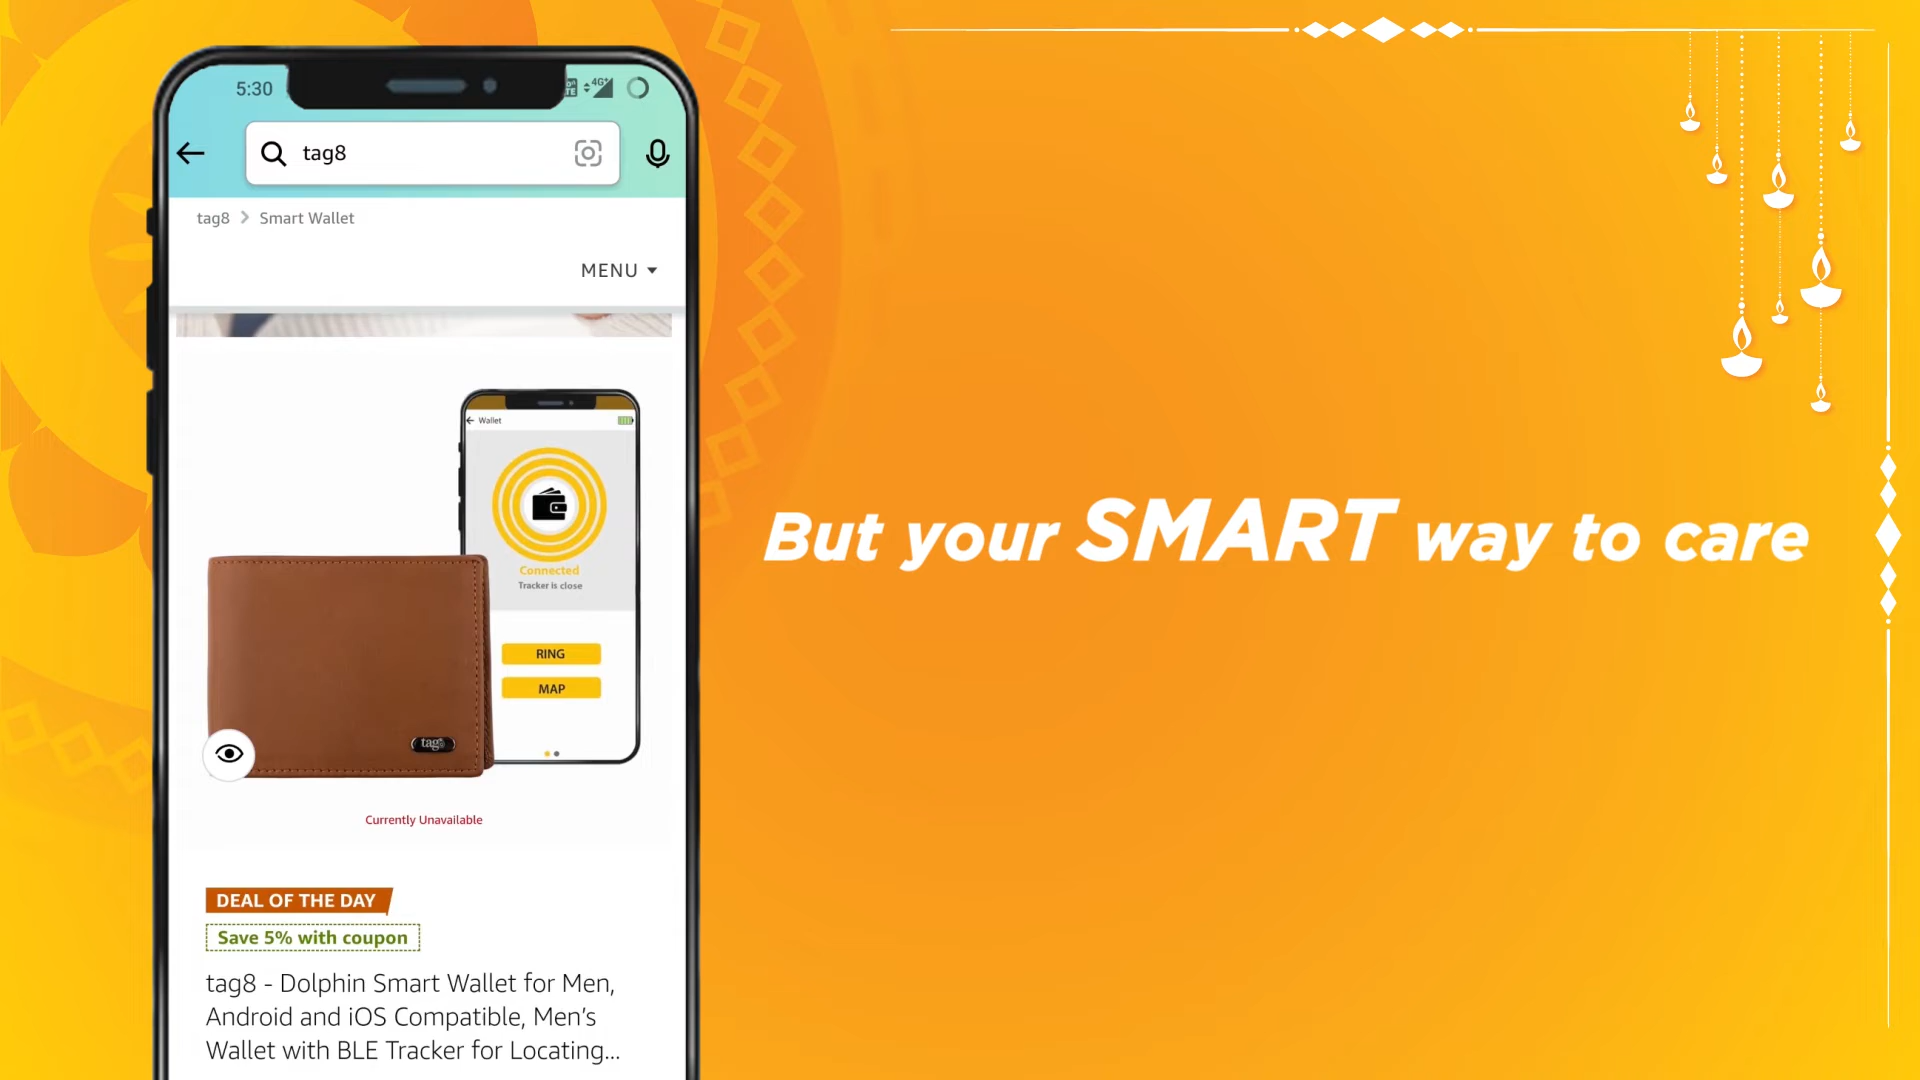 5:30
4G+
tag8
tag8 > Smart Wallet
MENU
Wallet
Connected
Tracker is close
RING
MAP
tag8
Currently Unavailable
DEAL OF THE DAY
Save 5% with coupon
tag8 - Dolphin Smart Wallet for Men,
Android and iOS Compatible, Men's
Wallet with BLE Tracker for Locating...
But your SMART way to care